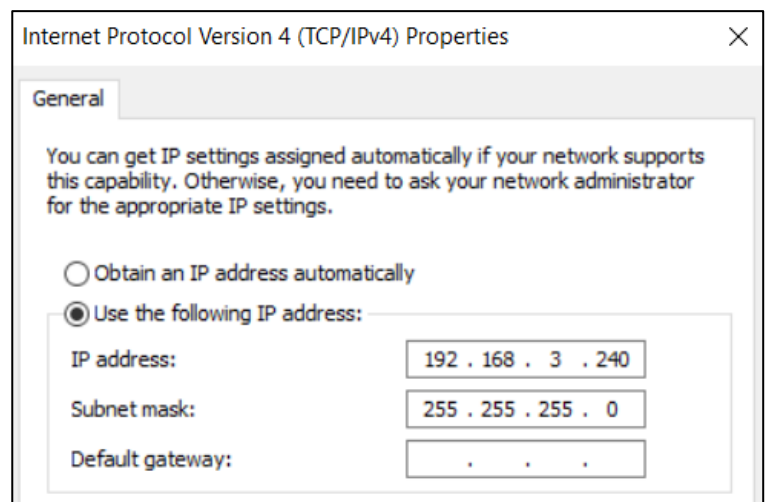 Internet Protocol Version 4 (TCP/IPv4) Properties
General
You can get IP settings assigned automatically if your network supports
this capability. Otherwise, you need to ask your network administrator
for the appropriate IP settings.
Obtain an IP address automatically
Use the following IP address:
IP address: 192 . 168 . 3 . 240
Subnet mask: 255 . 255 . 255 . 0
Default gateway: . . .